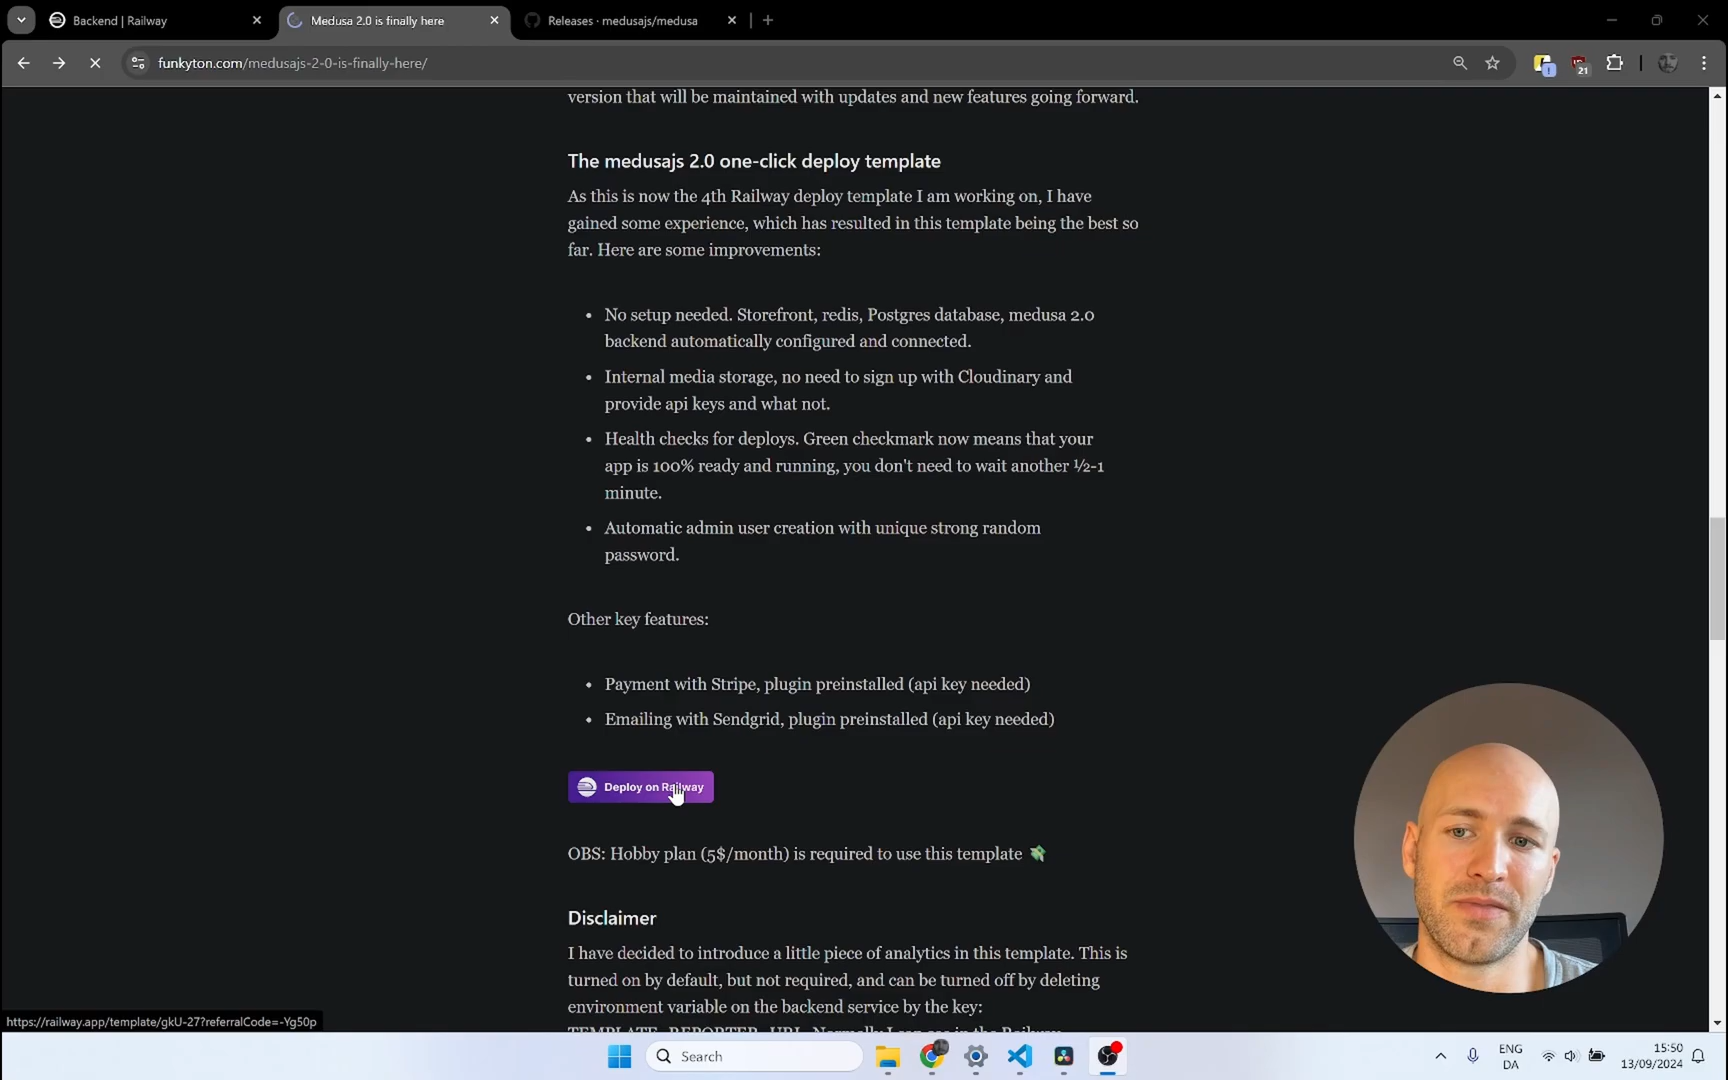 Backend | Railway
Medusa 2.0 is finally here
Releases · medusajs/medusa
funkyton.com/medusajs-2-0-is-finally-here/
21
version that will be maintained with updates and new features going forward.
The medusajs 2.0 one-click deploy template
As this is now the 4th Railway deploy template I am working on, I have
gained some experience, which has resulted in this template being the best so
far. Here are some improvements:
• No setup needed. Storefront, redis, Postgres database, medusa 2.0
backend automatically configured and connected.
• Internal media storage, no need to sign up with Cloudinary and
provide api keys and what not.
• Health checks for deploys. Green checkmark now means that your
app is 100% ready and running, you don't need to wait another ½-1
minute.
• Automatic admin user creation with unique strong random
password.
Other key features:
• Payment with Stripe, plugin preinstalled (api key needed)
• Emailing with Sendgrid, plugin preinstalled (api key needed)
Deploy on Railway
OBS: Hobby plan (5$/month) is required to use this template 💸
Disclaimer
I have decided to introduce a little piece of analytics in this template. This is
turned on by default, but not required, and can be turned off by deleting
environment variable on the backend service by the key:
TEMPLATE_REPORTER_URL. Normally I can see in the Railway
https://railway.app/template/gkU-27?referralCode=-Yg50p
Search
ENG
DA
15:50
13/09/2024